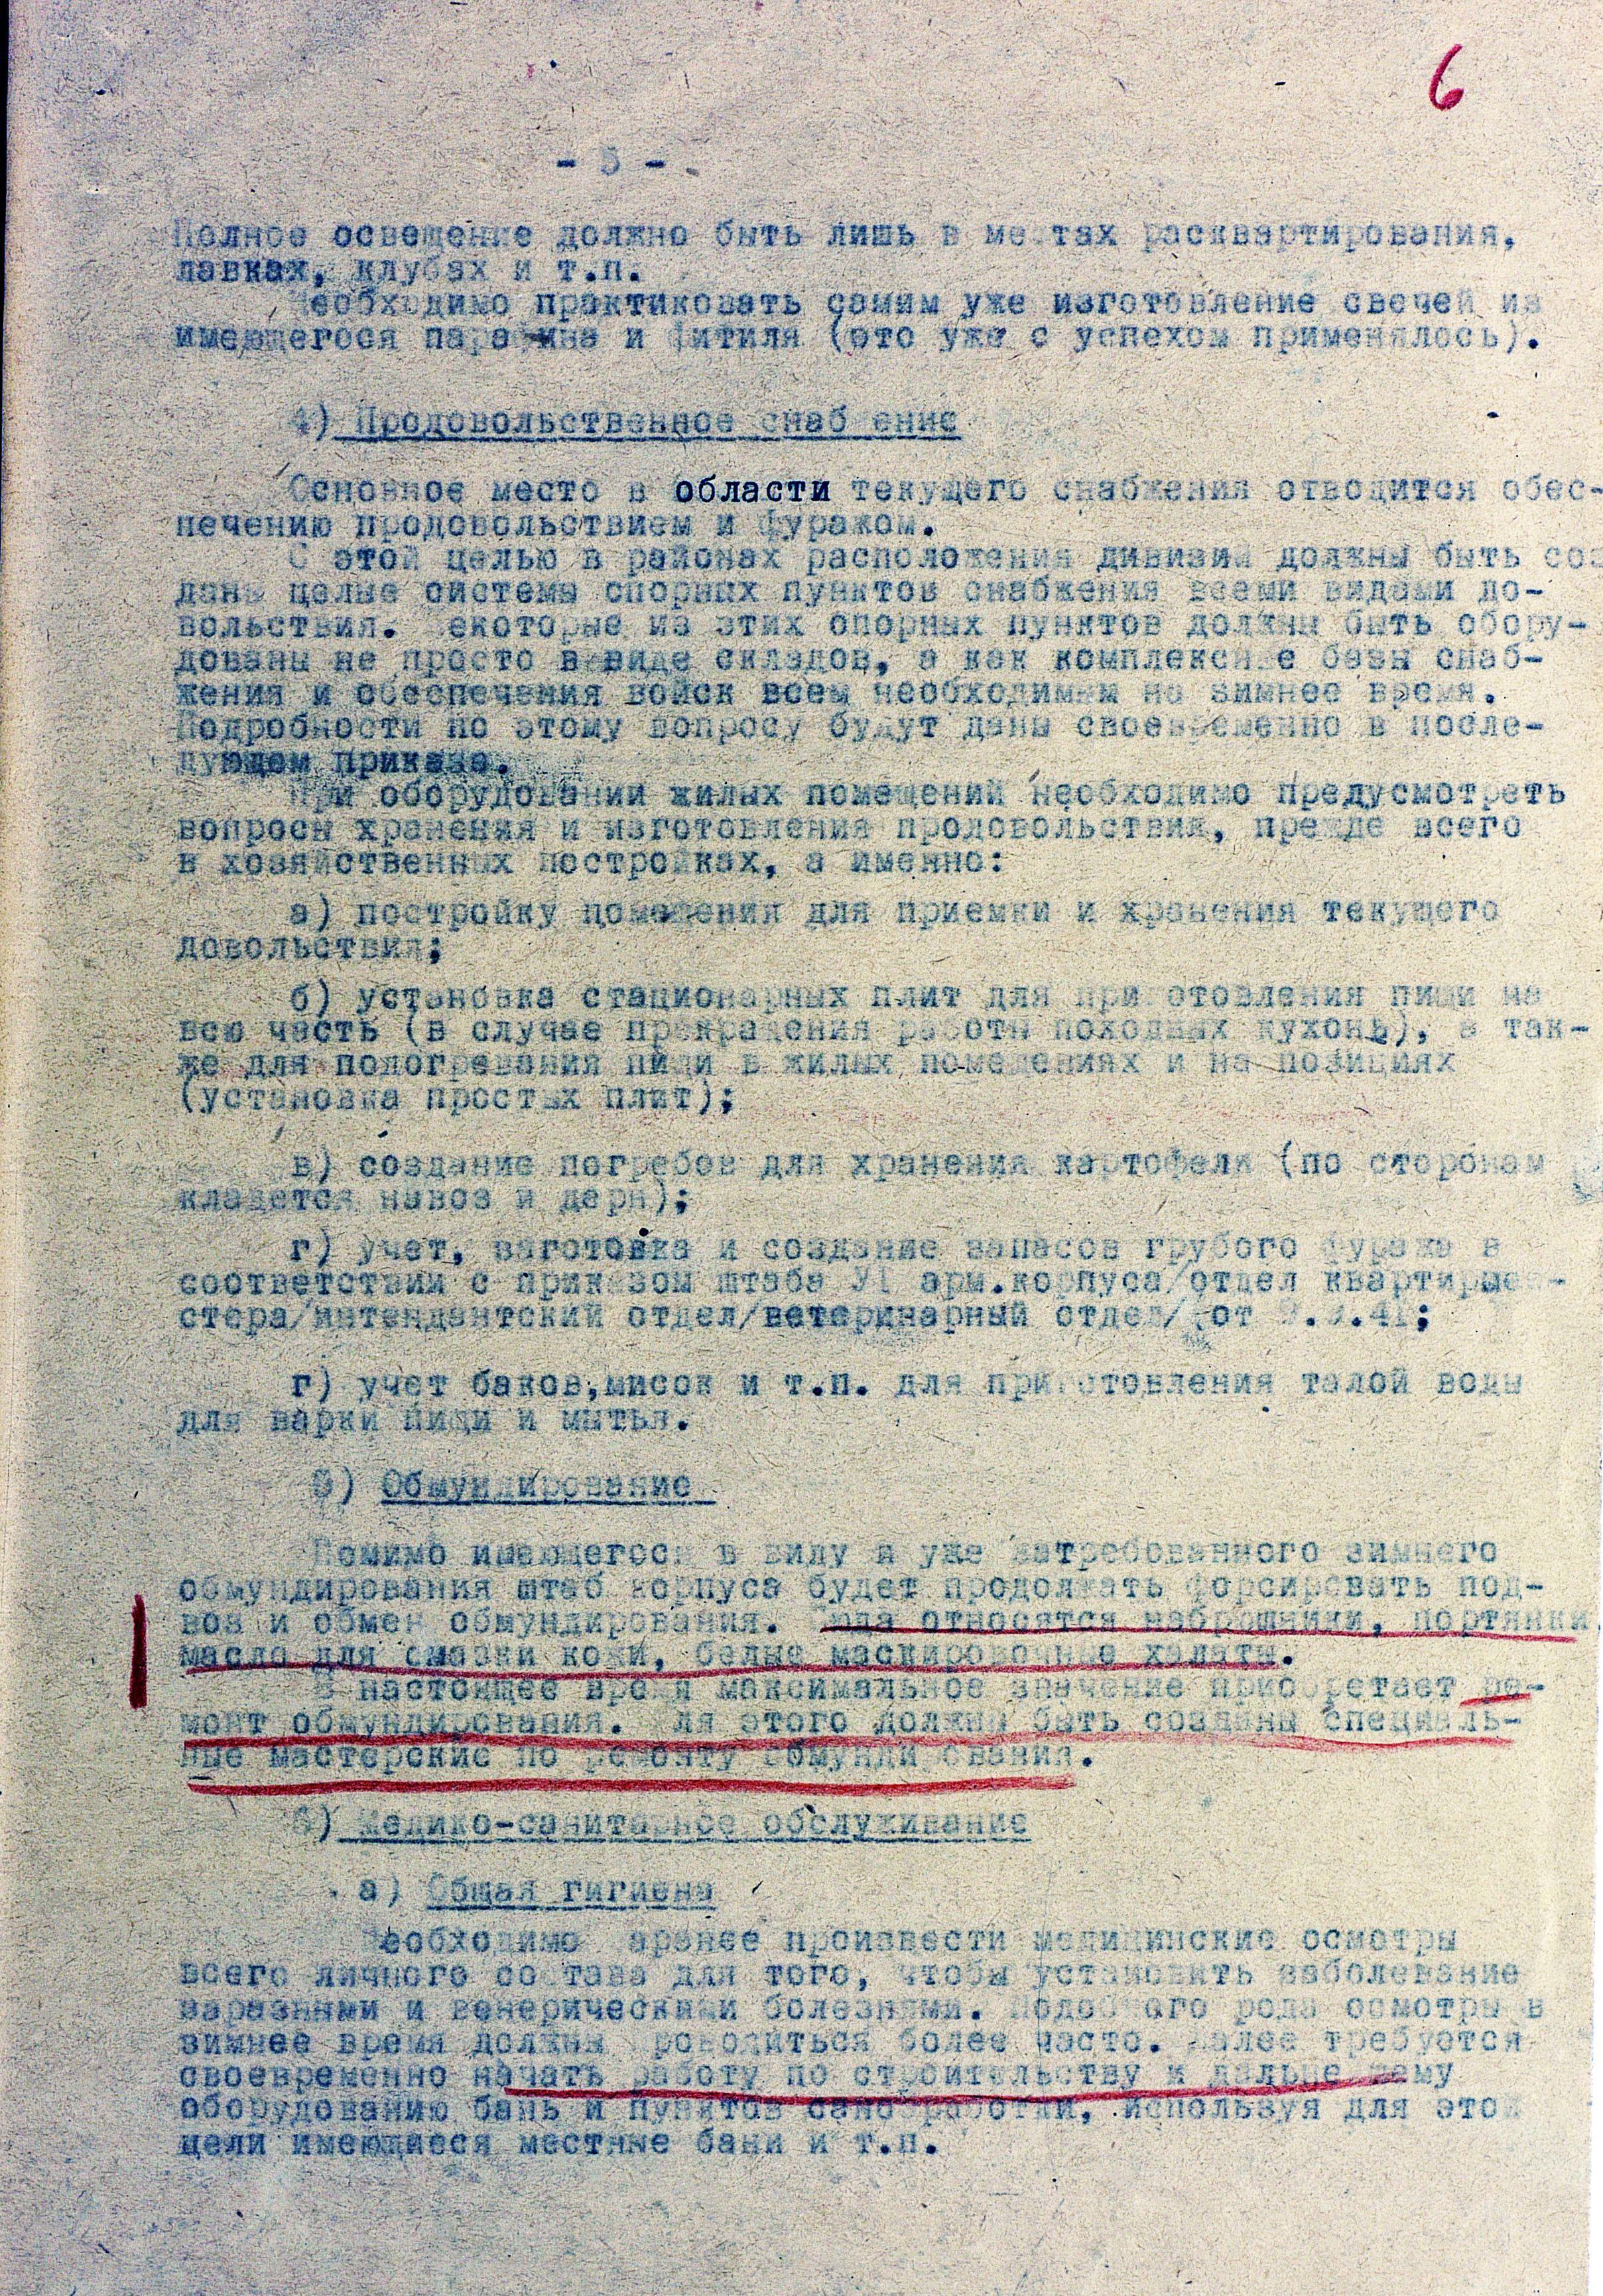 6
- 5 -
Полное освещение должно быть лишь в местах расквартирования,
лавках, клубах и т.п.
Необходимо практиковать самим уже изготовление свечей из
имеющегося парафина и фитиля (это уже с успехом применялось).
4) Продовольственное снабжение
Основное место в области текущего снабжения отводится обес-
печению продовольствием и фуражом.
С этой целью в районах расположения дивизии должны быть соз
даны целые системы опорных пунктов снабжения всеми видами до-
вольствия. Некоторые из этих опорных пунктов должны быть обору-
дованы не просто в виде складов, а как комплексные базы снаб-
жения и обеспечения войск всем необходимым на зимнее время.
Подробности по этому вопросу будут даны своевременно в после-
дующем приказе.
При оборудовании жилых помещений необходимо предусмотреть
вопросы хранения и изготовления продовольствия, прежде всего
в хозяйственных постройках, а именно:
а) постройку помещения для приемки и хранения текущего
довольствия;
б) установка стационарных плит для приготовления пищи на
всю часть (в случае прекращения работы походных кухонь), а так-
же для подогревания пищи в жилых помещениях и на позициях
(установка простых плит);
в) создание погребов для хранения картофеля (по сторонам
кладется навоз и дерн);
г) учет, заготовка и создание запасов грубого фуража в
соответствии с приказом штаба У1 арм.корпуса/отдел квартирмей-
стера/интендантский отдел/ветеринарный отдел/ от
г) учет баков, мисок и т.п. для приготовления талой воды
для варки пищи и мытья.
5) Обмундирование
Помимо имеющегося в виду и уже затребованного зимнего
обмундирования штаб корпуса будет продолжать форсировать под-
воз и обмен обмундирования. Сюда относятся набрюшники, портянки,
масло для смазки кожи, белые маскировочные халаты.
В настоящее время максимальное значение приобретает ре-
монт обмундирования. Для этого должны быть созданы специаль-
ные мастерские по ремонту обмундирования.
6) Медико-санитарное обслуживание
а) Общая гигиена
Необходимо заранее произвести медицинские осмотры
всего личного состава для того, чтобы установить заболевание
заразными и венерическими болезнями. Подобного рода осмотры в
зимнее время должны проводиться более часто. Далее требуется
своевременно начать работу по строительству и дальнейшему
оборудованию бань и пунктов санобработки, используя для этой
цели имеющиеся местные бани и т.п.